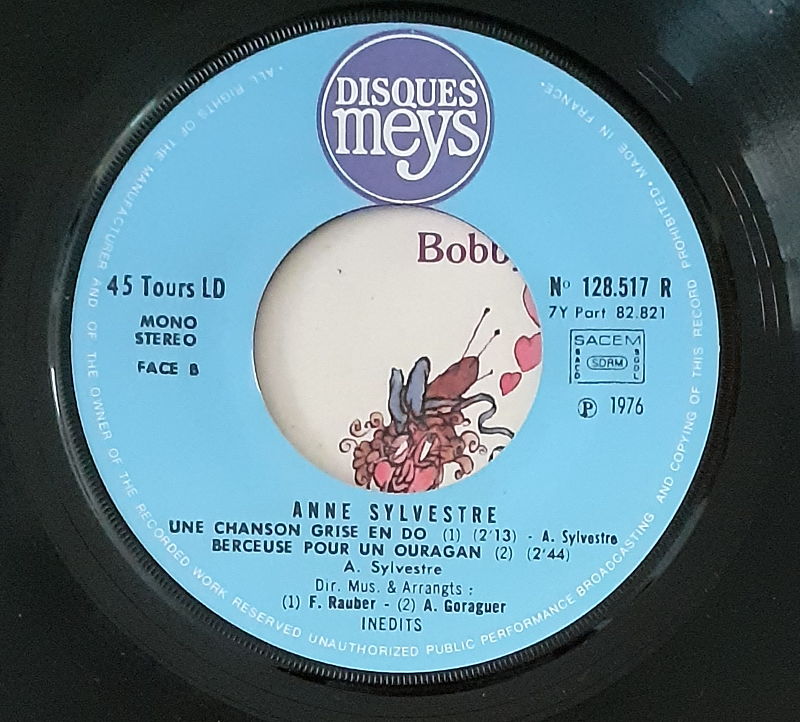 DISQUES
meys
Bobb
45 Tours LD
MONO
STEREO
FACE B
Nº 128.517 R
7Y Part 82.821
SACEM
SACD SDRM SGDL
Ⓟ 1976
ANNE SYLVESTRE
UNE CHANSON GRISE EN DO (1) (2'13) - A. Sylvestre
BERCEUSE POUR UN OURAGAN (2) (2'44)
A. Sylvestre
Dir. Mus. & Arrangts :
(1) F. Rauber - (2) A. Goraguer
INEDITS
• ALL RIGHTS OF THE MANUFACTURER AND OF THE OWNER OF THE RECORDED WORK RESERVED UNAUTHORIZED PUBLIC PERFORMANCE BROADCASTING AND COPYING OF THIS RECORD PROHIBITED • MADE IN FRANCE •